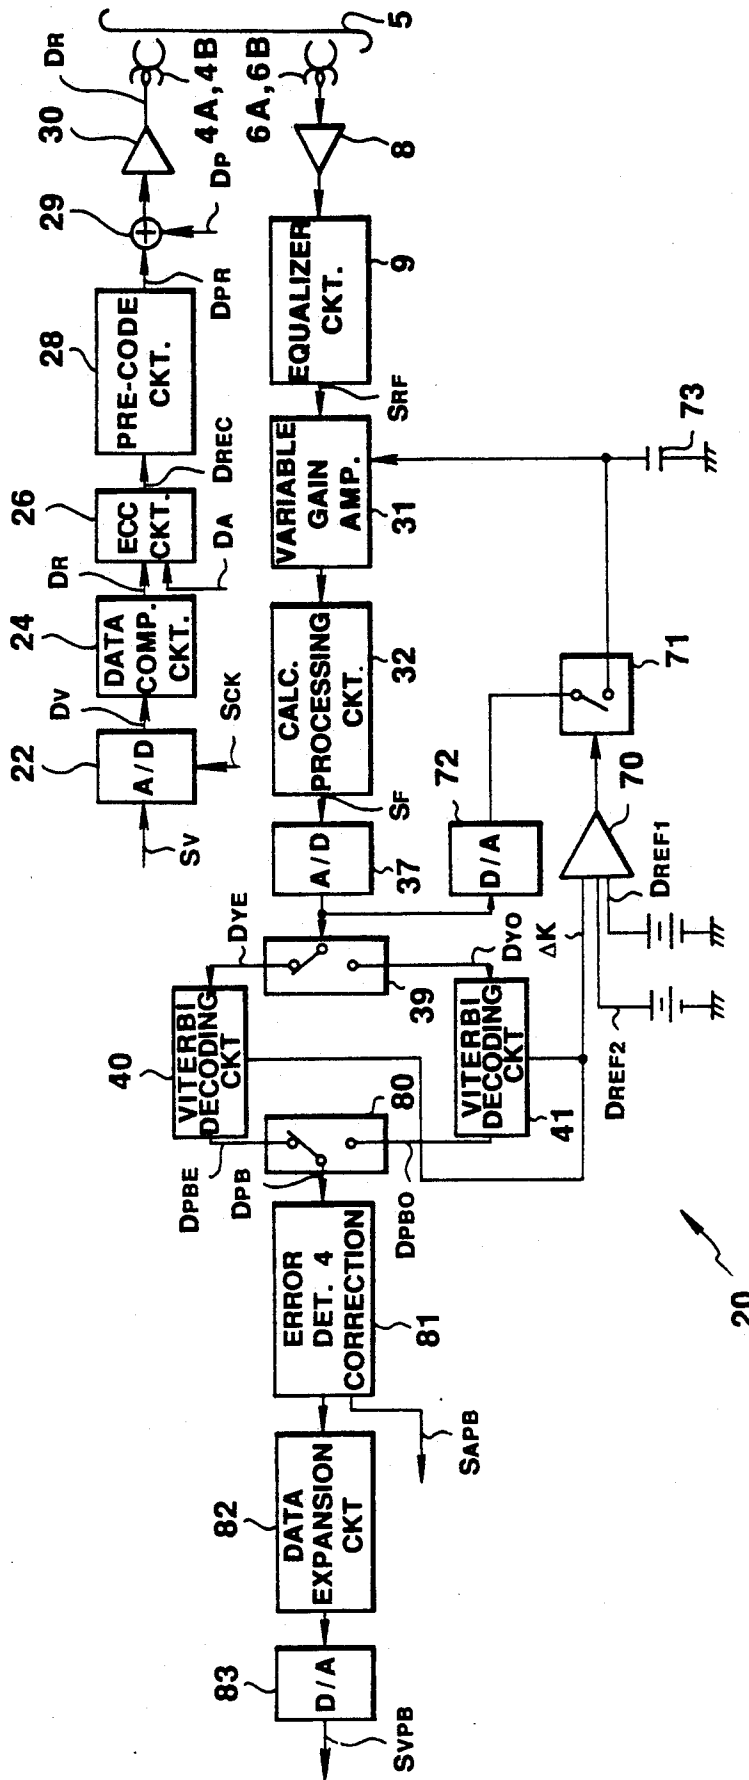 SV
22
A/D
SCK
DV
24
DATA
COMP.
CKT.
DR
26
ECC
CKT.
DA
DREC
28
PRE-CODE
CKT.
DPR
29
DP
30
DR
4A, 4B
5
6A, 6B
8
EQUALIZER
CKT.
9
SRF
VARIABLE
GAIN
AMP.
31
73
CALC.
PROCESSING
CKT.
32
SF
A/D
37
72
D/A
71
70
DREF1
DREF2
ΔK
DYE
39
DYO
40
VITERBI
DECODING
CKT
VITERBI
DECODING
CKT
41
80
DPBE
DPB
DPBO
ERROR
DET. 4
CORRECTION
81
SAPB
82
DATA
EXPANSION
CKT
83
D/A
SVPB
20